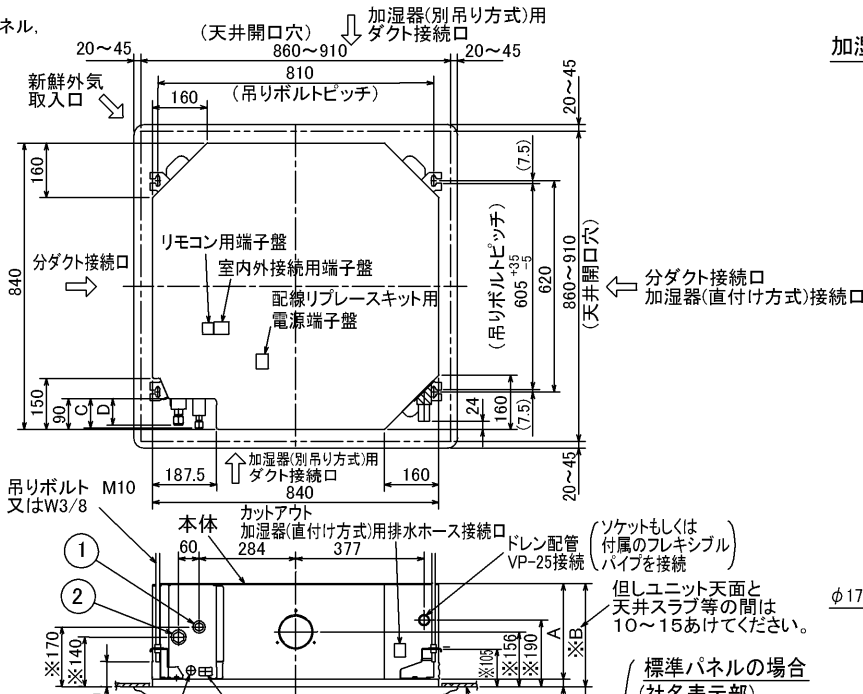 ネル,
(天井開口穴)
加湿器(別吊り方式)用
ダクト接続口
加湿
20～45
860～910
20～45
810
(吊りボルトピッチ)
新鮮外気
取入口
160
20～45
160
(7.5)
リモコン用端子盤
室内外接続用端子盤
配線リプレースキット用
電源端子盤
分ダクト接続口
840
(吊りボルトピッチ)
605 +35 -5
620
860～910
(天井開口穴)
分ダクト接続口
加湿器(直付け方式)接続口
150
90
C
D
24
160
(7.5)
20～45
187.5
加湿器(別吊り方式)用
ダクト接続口
160
840
吊りボルト M10
又はW3/8
本体
カットアウト
加湿器(直付け方式)用排水ホース接続口
60
284
377
ドレン配管
VP-25接続
(ソケットもしくは
付属のフレキシブル
パイプを接続)
1
2
※170
※140
※105
※156
※190
A
※B
但しユニット天面と
天井スラブ等の間は
10～15あけてください。
φ17
標準パネルの場合
(社名表示部)